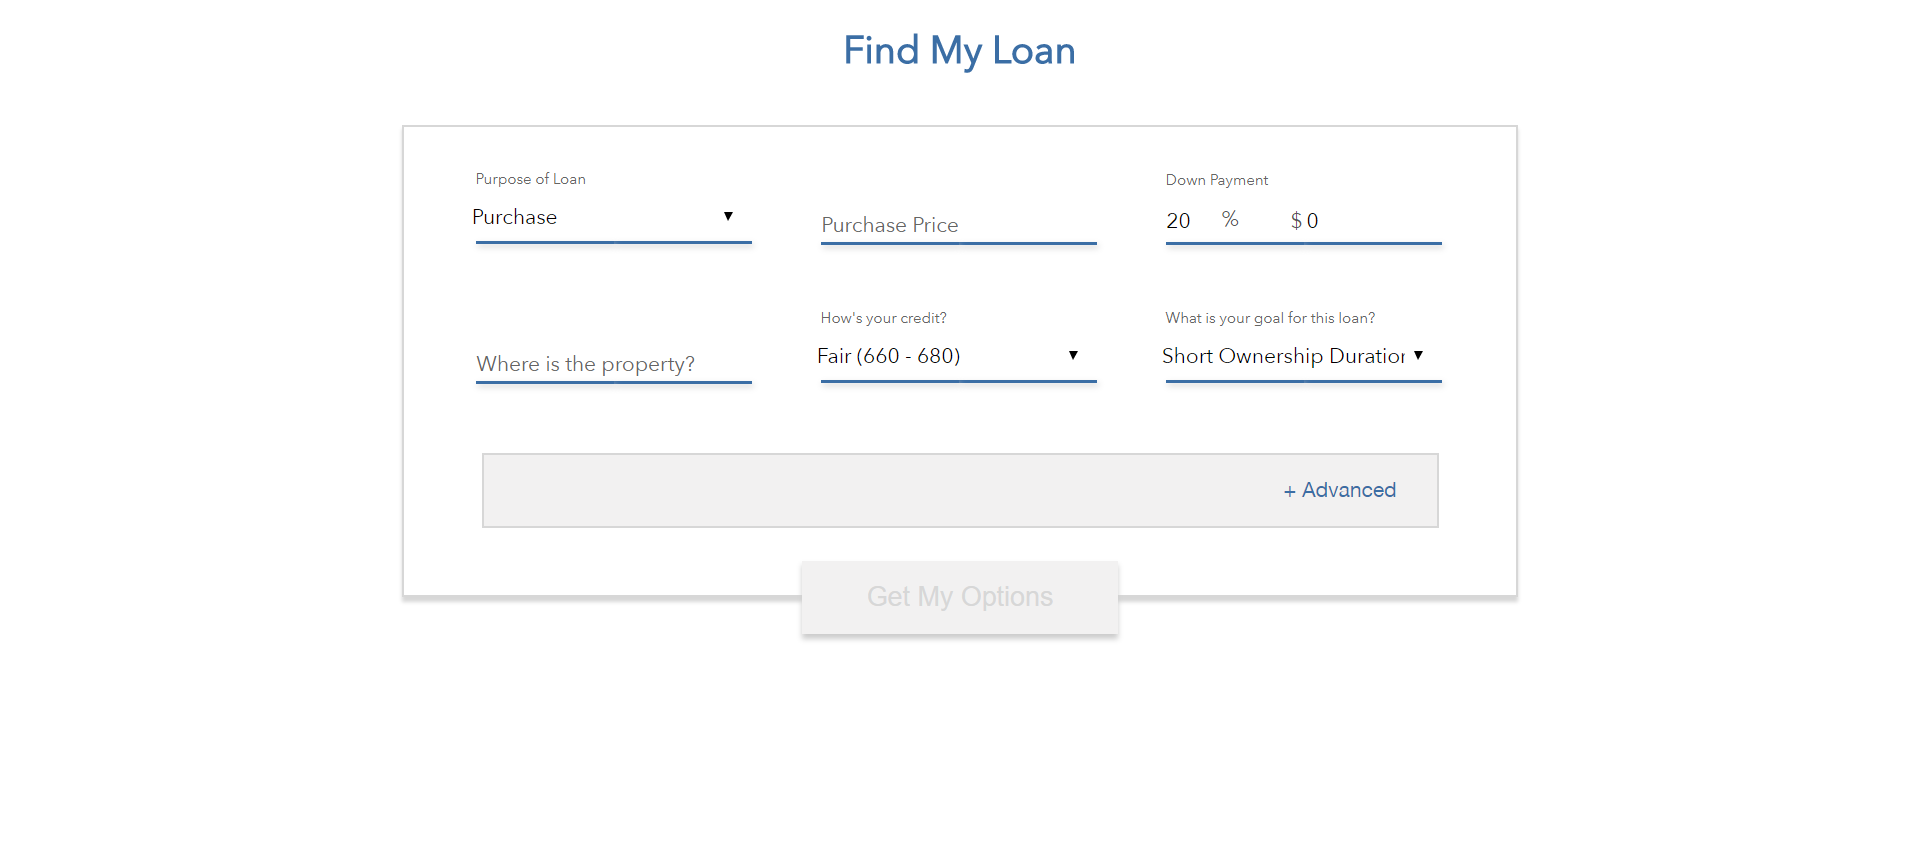 Find My Loan
Purpose of Loan
Purchase
Purchase Price
Down Payment
20 % $ 0
Where is the property?
How's your credit?
Fair (660 - 680)
What is your goal for this loan?
Short Ownership Duration
+ Advanced
Get My Options